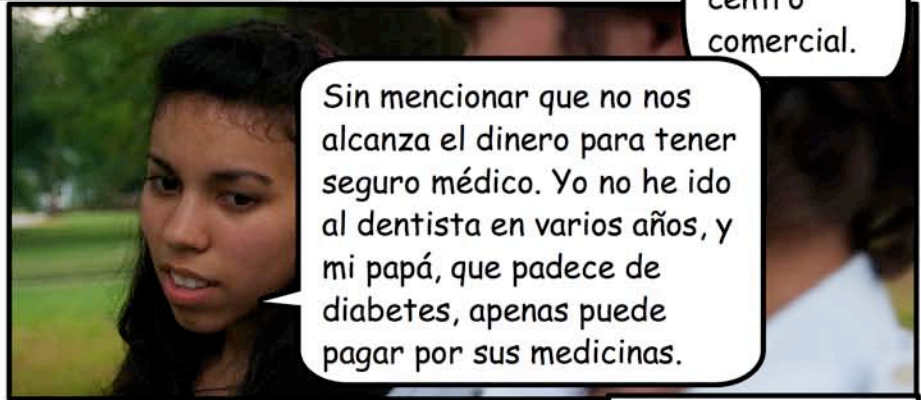 centro
comercial.
Sin mencionar que no nos
alcanza el dinero para tener
seguro médico. Yo no he ido
al dentista en varios años, y
mi papá, que padece de
diabetes, apenas puede
pagar por sus medicinas.